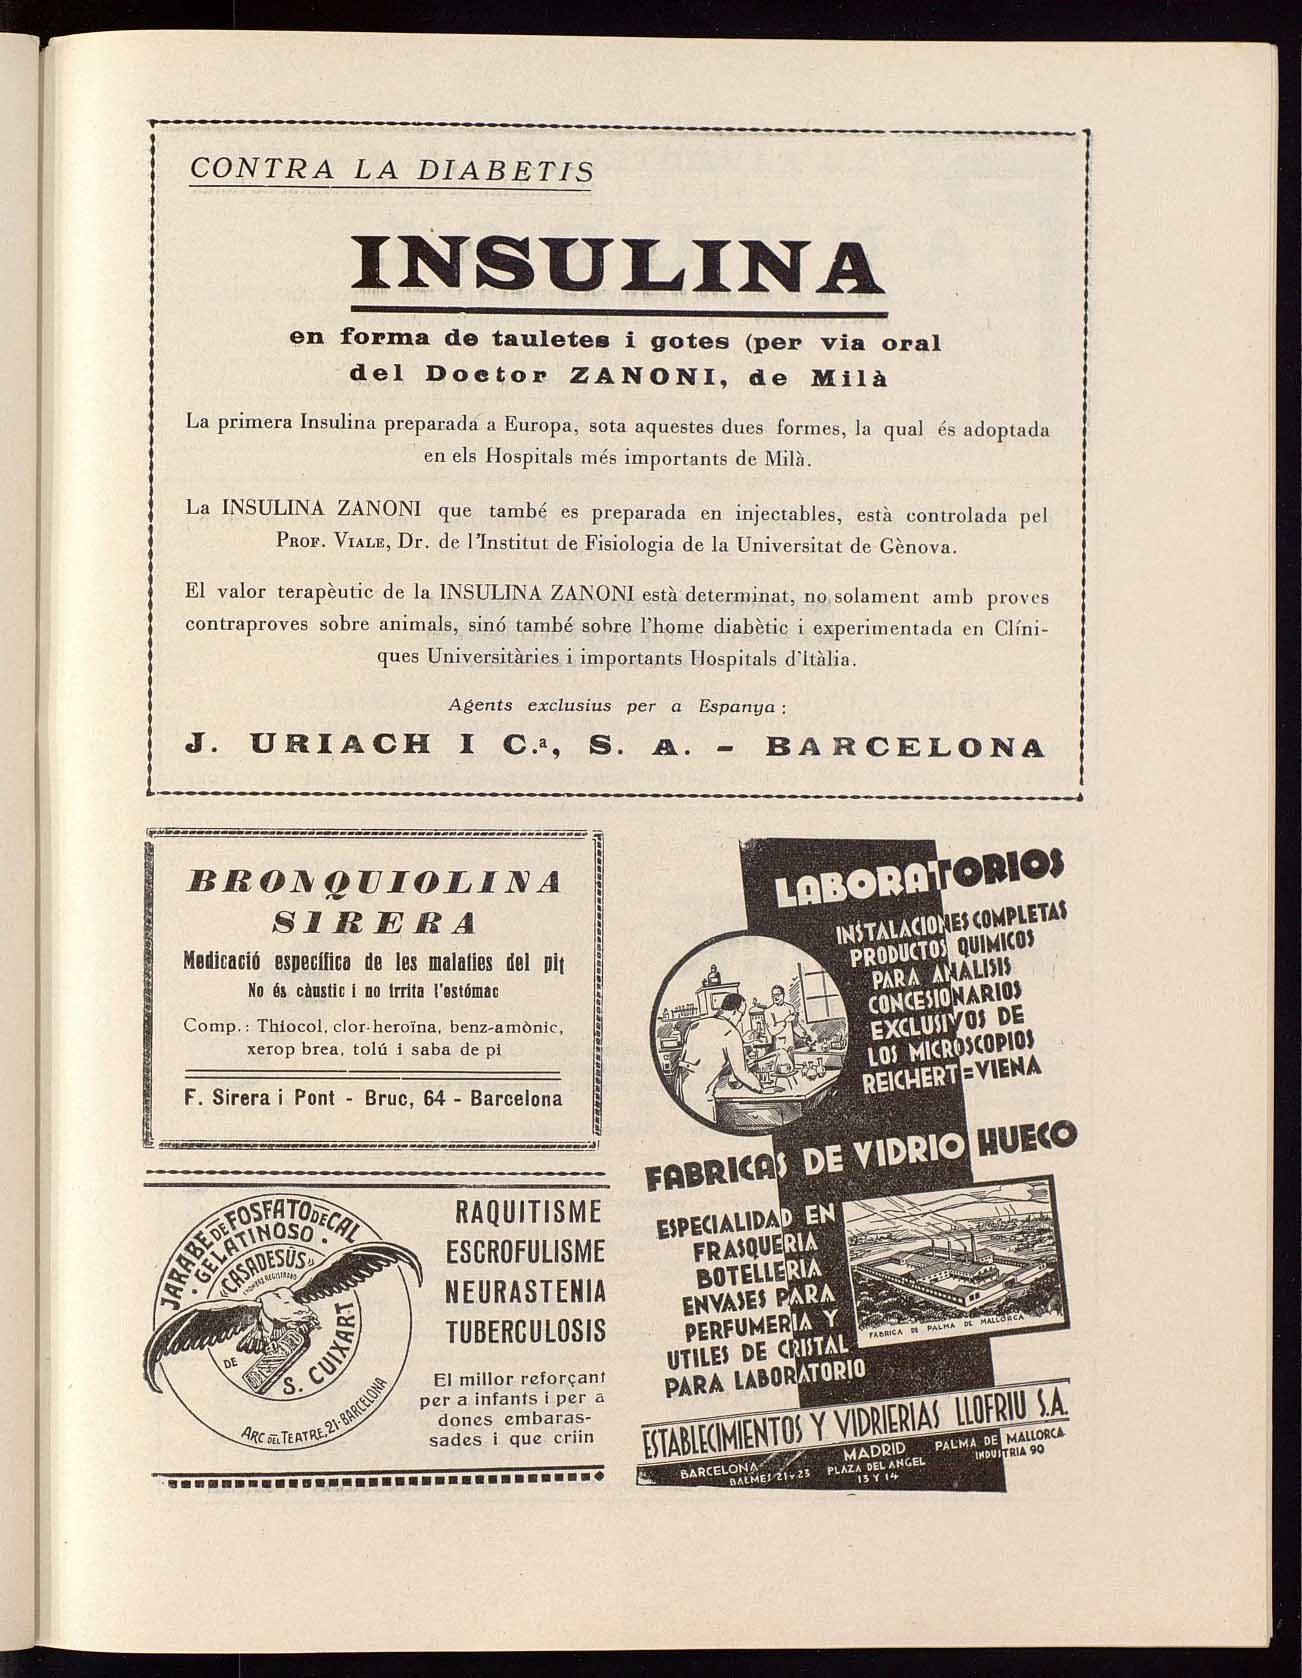 CONTRA LA DIABETIS
INSULINA
en forma de tauletes i gotes (per via oral
del Doctor ZANONI, de Milà
La primera Insulina preparada a Europa, sota aquestes dues formes, la qual és adoptada
en els Hospitals més importants de Milà.
La INSULINA ZANONI que també es preparada en injectables, està controlada pel
PROF. VIALE, Dr. de l'Institut de Fisiologia de la Universitat de Gènova.
El valor terapèutic de la INSULINA ZANONI està determinat, no solament amb proves
contraproves sobre animals, sinó també sobre l'home diabètic i experimentada en Clíni-
ques Universitàries i importants Hospitals d'Itàlia.
Agents exclusius per a Espanya:
J. URIACH I C.ª, S. A. - BARCELONA
BRONQUIOLINA
SIRERA
Medicació específica de les malaties del pit
No és càustic i no irrita l'estómac
Comp.: Thiocol, clor-heroïna, benz-amònic,
xerop brea, tolú i saba de pi
F. Sirera i Pont - Bruc, 64 - Barcelona
JARABE DE FOSFATO DE CAL
· GELATINOSO ·
"CASADESÚS"
NOMBRE REGISTRADO
DE
S. CUIXART
ARC DEL TEATRE, 21-BARCELONA
RAQUITISME
ESCROFULISME
NEURASTENIA
TUBERCULOSIS
El millor reforçant
per a infants i per a
dones embaras-
sades i que criin
LABORATORIOS
INSTALACIONES COMPLETAS
PRODUCTOS QUIMICOS
PARA ANALISIS
CONCESIONARIOS
EXCLUSIVOS DE
LOS MICROSCOPIOS
REICHERT=VIENA
FABRICAS DE VIDRIO HUECO
ESPECIALIDAD EN
FRASQUERIA
BOTELLERIA
ENVASES PARA
PERFUMERIA Y
UTILES DE CRISTAL
PARA LABORATORIO
FABRICA DE PALMA DE MALLORCA
ESTABLECIMIENTOS Y VIDRIERIAS LLOFRIU S.A.
BARCELONA
BALMES 21 Y 23
MADRID
PLAZA DEL ANGEL
13 Y 14
PALMA DE MALLORCA
INDUSTRIA 90